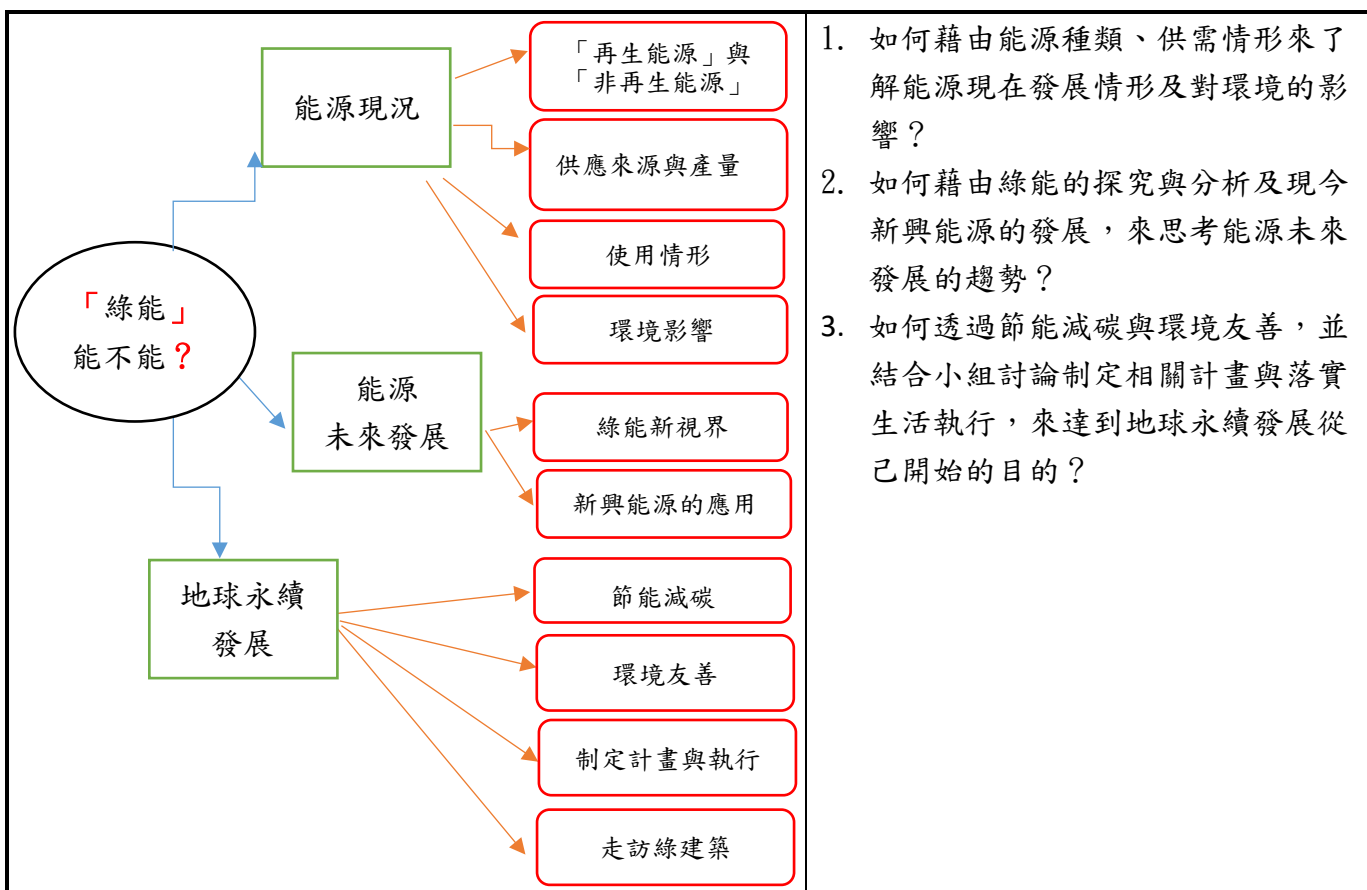 「綠能」
能不能？
能源現況
「再生能源」與
「非再生能源」
供應來源與產量
使用情形
環境影響
能源
未來發展
綠能新視界
新興能源的應用
地球永續
發展
節能減碳
環境友善
制定計畫與執行
走訪綠建築
1. 如何藉由能源種類、供需情形來了
解能源現在發展情形及對環境的影
響？
2. 如何藉由綠能的探究與分析及現今
新興能源的發展，來思考能源未來
發展的趨勢？
3. 如何透過節能減碳與環境友善，並
結合小組討論制定相關計畫與落實
生活執行，來達到地球永續發展從
己開始的目的？